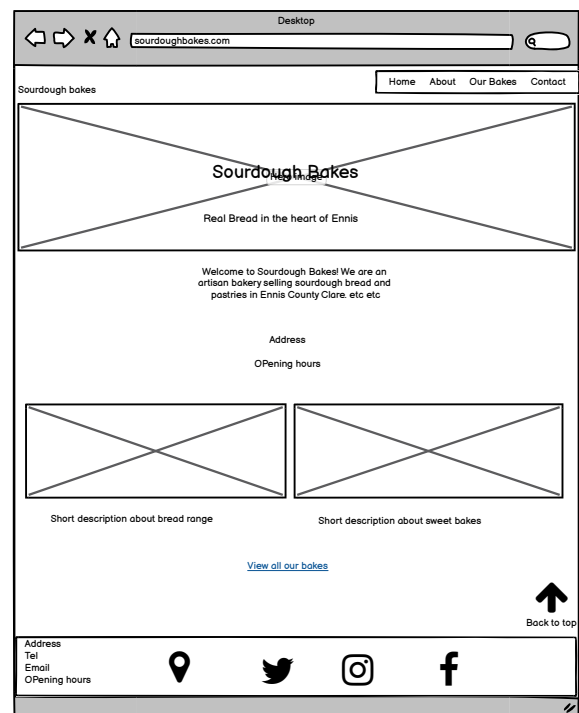 Desktop
sourdoughbakes.com
Home About Our Bakes Contact
Sourdough bakes
Sourdough Bakes
Hero image
Real Bread in the heart of Ennis
Welcome to Sourdough Bakes! We are an
artisan bakery selling sourdough bread and
pastries in Ennis County Clare. etc etc
Address
OPening hours
Short description about bread range
Short description about sweet bakes
View all our bakes
Back to top
Address
Tel
Email
OPening hours